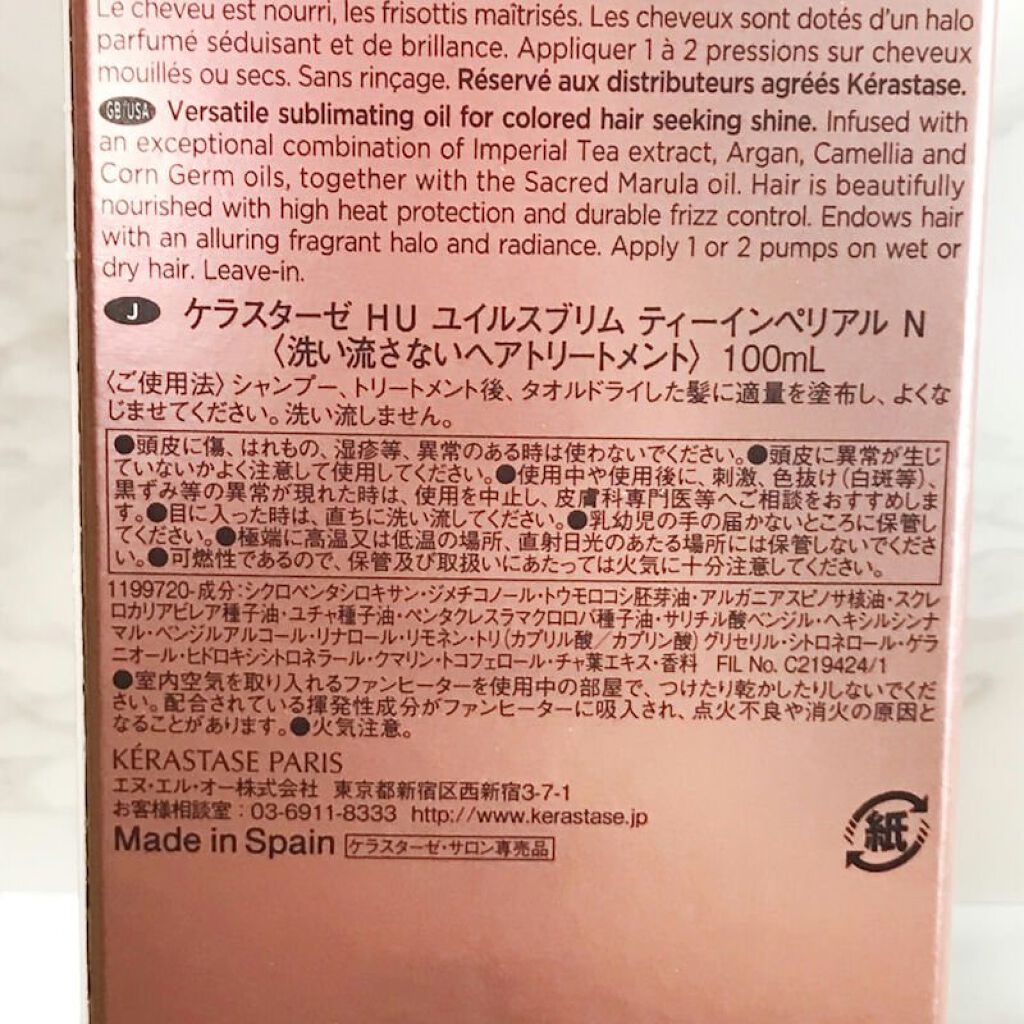 Le cheveu est nourri, les frisottis maîtrisés. Les cheveux sont dotés d'un halo
parfumé séduisant et de brillance. Appliquer 1 à 2 pressions sur cheveux
mouillés ou secs. Sans rinçage. Réservé aux distributeurs agréés Kérastase.
GB/USA Versatile sublimating oil for colored hair seeking shine. Infused with
an exceptional combination of Imperial Tea extract, Argan, Camellia and
Corn Germ oils, together with the Sacred Marula oil. Hair is beautifully
nourished with high heat protection and durable frizz control. Endows hair
with an alluring fragrant halo and radiance. Apply 1 or 2 pumps on wet or
dry hair. Leave-in.
J ケラスターゼ HU ユイルスブリム ティーインペリアル N
〈洗い流さないヘアトリートメント〉 100mL
〈ご使用法〉シャンプー、トリートメント後、タオルドライした髪に適量を塗布し、よくな
じませてください。洗い流しません。
●頭皮に傷、はれもの、湿疹等、異常のある時は使わないでください。●頭皮に異常が生じ
ていないかよく注意して使用してください。●使用中や使用後に、刺激、色抜け(白斑等)、
黒ずみ等の異常が現れた時は、使用を中止し、皮膚科専門医等へご相談をおすすめしま
す。●目に入った時は、直ちに洗い流してください。●乳幼児の手の届かないところに保管し
てください。●極端に高温又は低温の場所、直射日光のあたる場所には保管しないでくださ
い。●可燃性であるので、保管及び取扱いにあたっては火気に十分注意してください。
1199720-成分:シクロペンタシロキサン・ジメチコノール・トウモロコシ胚芽油・アルガニアスピノサ核油・スクレ
ロカリアビレア種子油・ユチャ種子油・ペンタクレスラマクロロバ種子油・サリチル酸ベンジル・ヘキシルシンナ
マル・ベンジルアルコール・リナロール・リモネン・トリ(カプリル酸/カプリン酸)グリセリル・シトロネロール・ゲラ
ニオール・ヒドロキシシトロネラール・クマリン・トコフェロール・チャ葉エキス・香料 FIL No. C219424/1
●室内空気を取り入れるファンヒーターを使用中の部屋で、つけたり乾かしたりしないでくだ
さい。配合されている揮発性成分がファンヒーターに吸入され、点火不良や消火の原因と
なることがあります。●火気注意。
KÉRASTASE PARIS
エヌ・エル・オー株式会社 東京都新宿区西新宿3-7-1
お客様相談室:03-6911-8333 http://www.kerastase.jp
Made in Spain ケラスターゼ・サロン専売品
紙